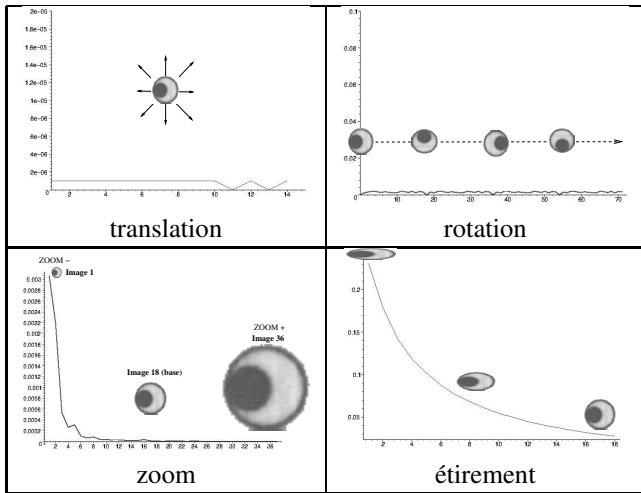 2e-05
1.8e-05
1.6e-05
1.4e-05
1.2e-05
1e-05
8e-06
6e-06
4e-06
2e-06
0 2 4 6 8 10 12 14
translation
0.1
0.08
0.06
0.04
0.02
0 10 20 30 40 50 60 70
rotation
ZOOM –
Image 1
0.003
0.0028
0.0026
0.0024
0.0022
0.002
0.0018
0.0016
0.0014
0.0012
0.001
0.0008
0.0006
0.0004
0.0002
0 2 4 6 8 10 12 14 16 18 20 22 24 26 28 30 32 34 36
Image 18 (base)
ZOOM +
Image 36
zoom
0.2
0.15
0.1
0.05
2 4 6 8 10 12 14 16 18
étirement